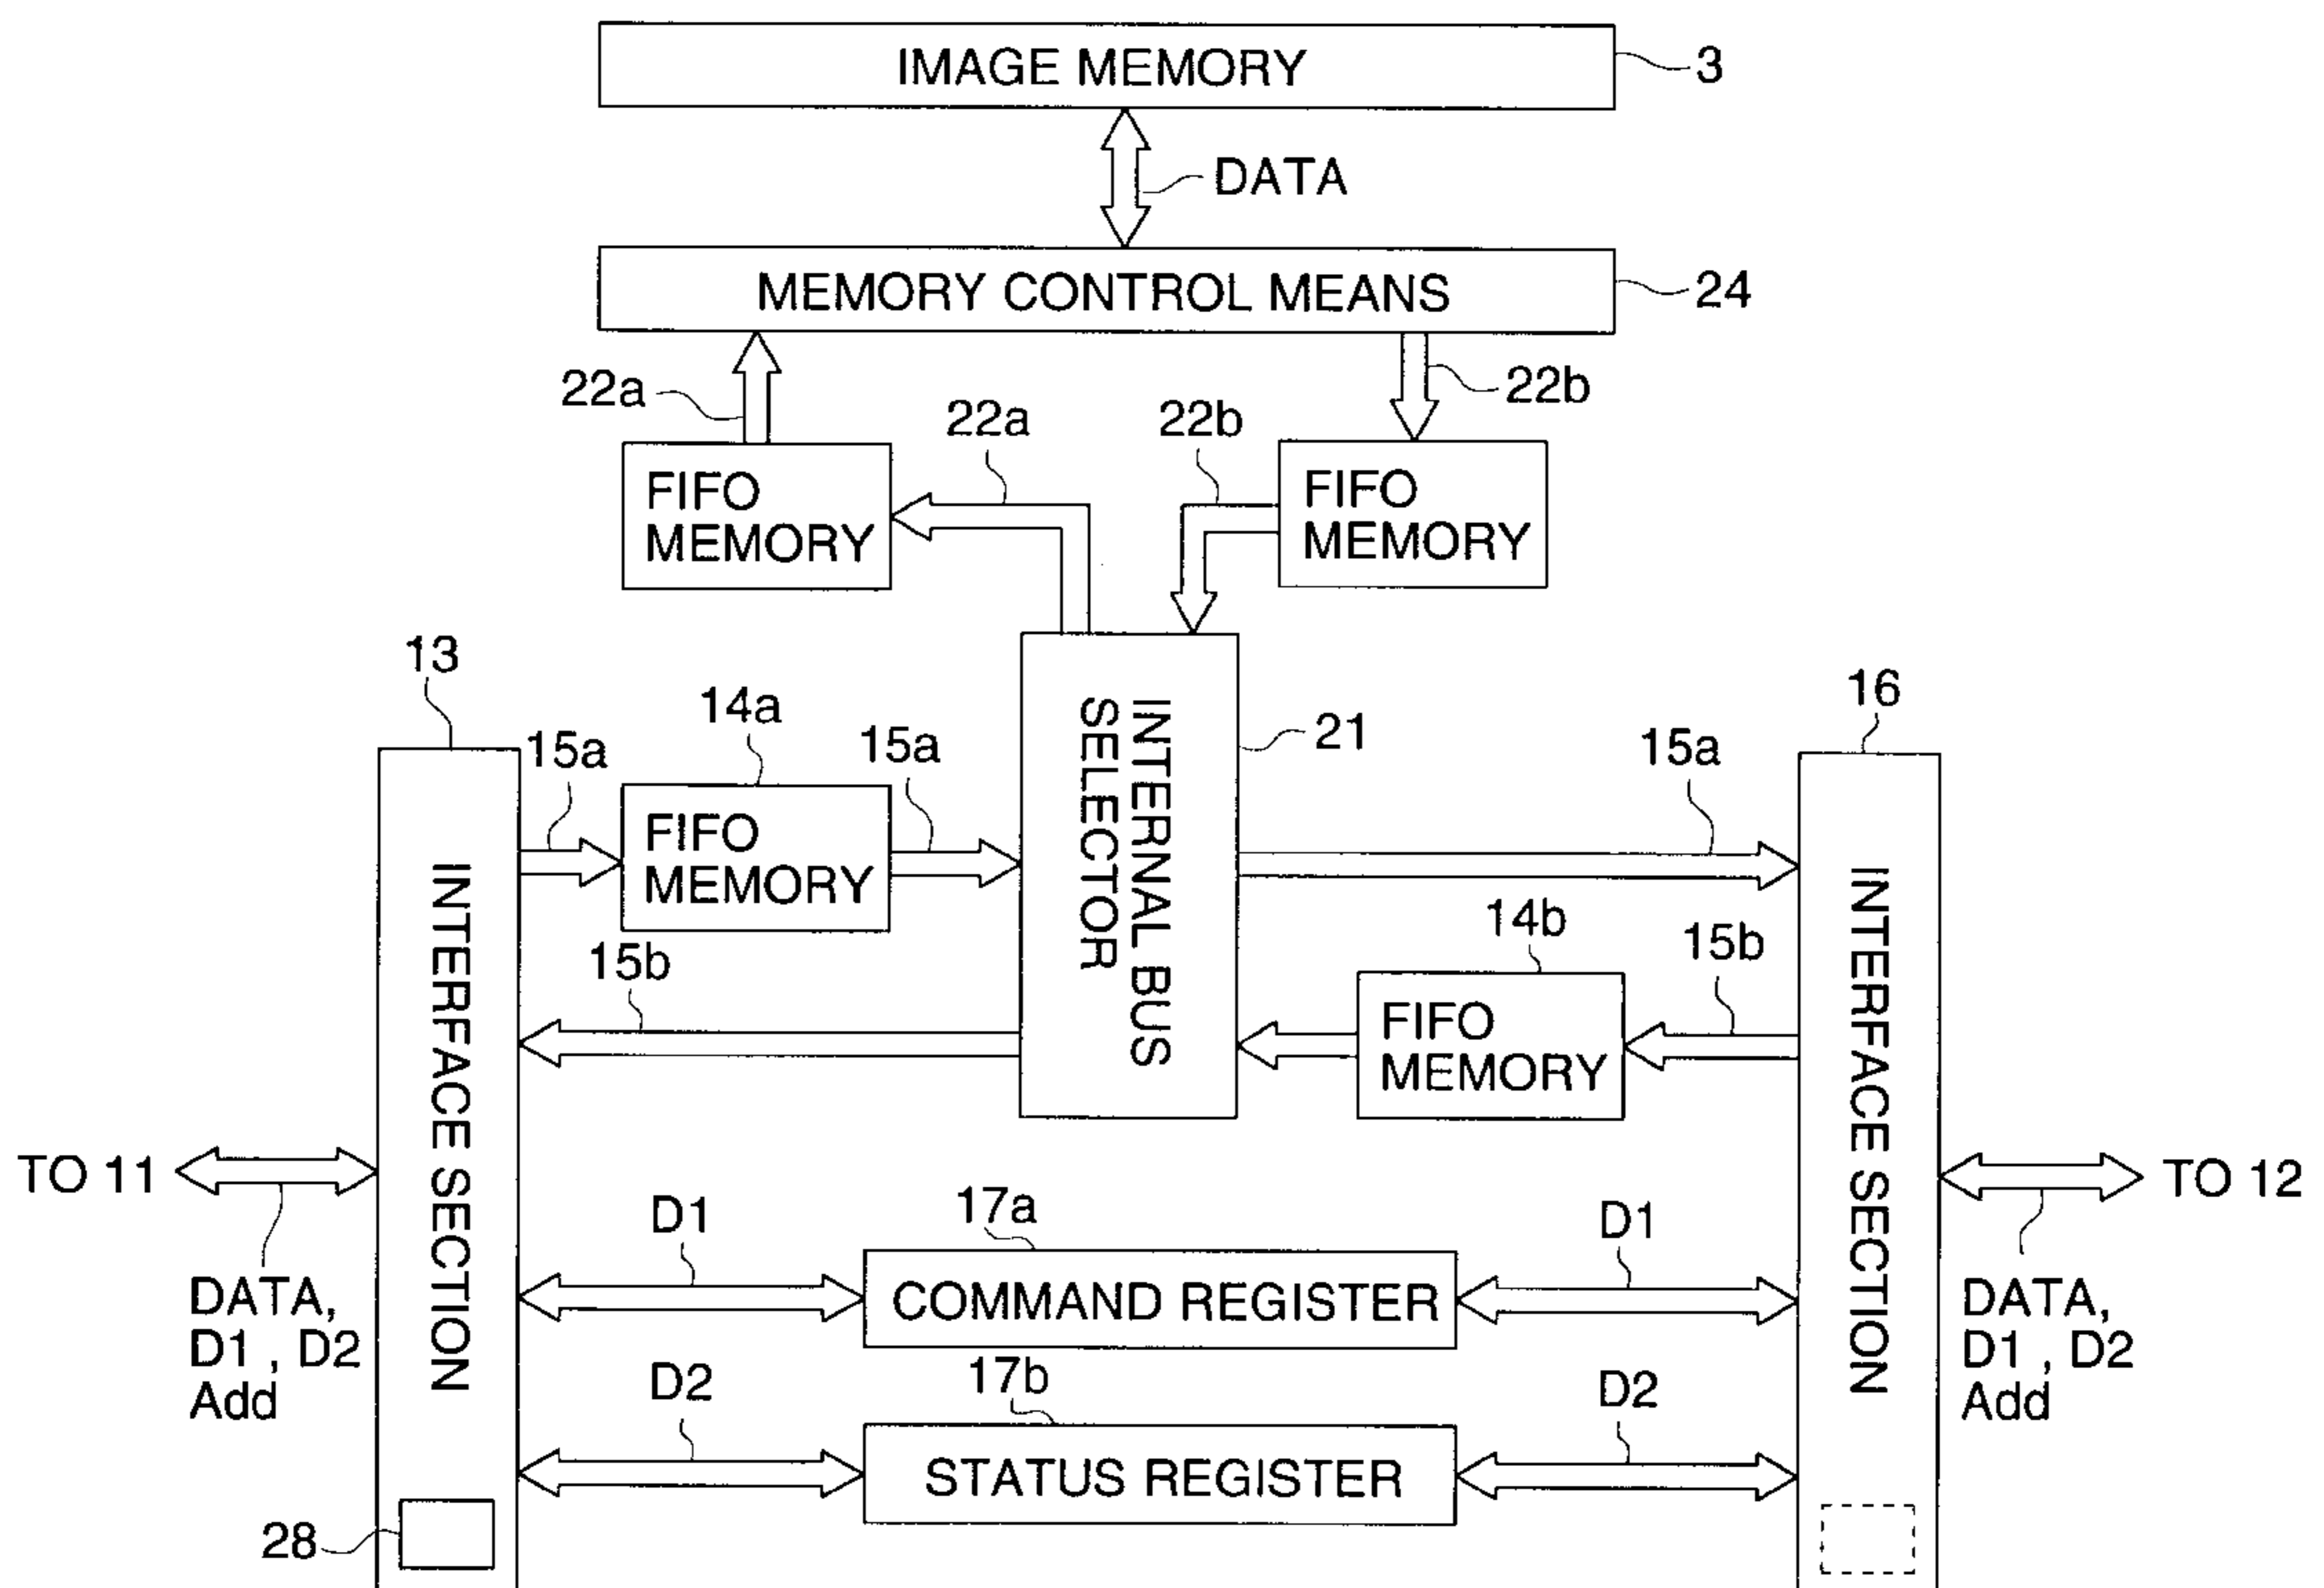 IMAGE MEMORY
3
DATA
MEMORY CONTROL MEANS
24
22a
22a
22b
22b
FIFO
MEMORY
FIFO
MEMORY
13
14a
15a
15a
INTERNAL BUS
SELECTOR
21
15a
16
FIFO
MEMORY
15b
14b
15b
FIFO
MEMORY
INTERFACE SECTION
INTERFACE SECTION
TO 11
TO 12
DATA,
D1 , D2
Add
D1
17a
D1
COMMAND REGISTER
DATA,
D1 , D2
Add
D2
17b
D2
STATUS REGISTER
28